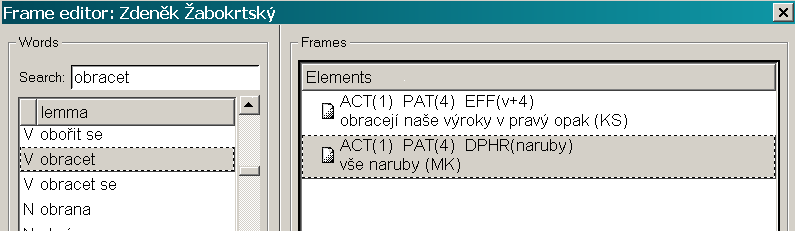 Frame editor: Zdeněk Žabokrtský
Words
Search: obracet
lemma
V obořit se
V obracet
V obracet se
N obrana
Frames
Elements
ACT(1) PAT(4) EFF(v+4)
obracejí naše výroky v pravý opak (KS)
ACT(1) PAT(4) DPHR(naruby)
vše naruby (MK)